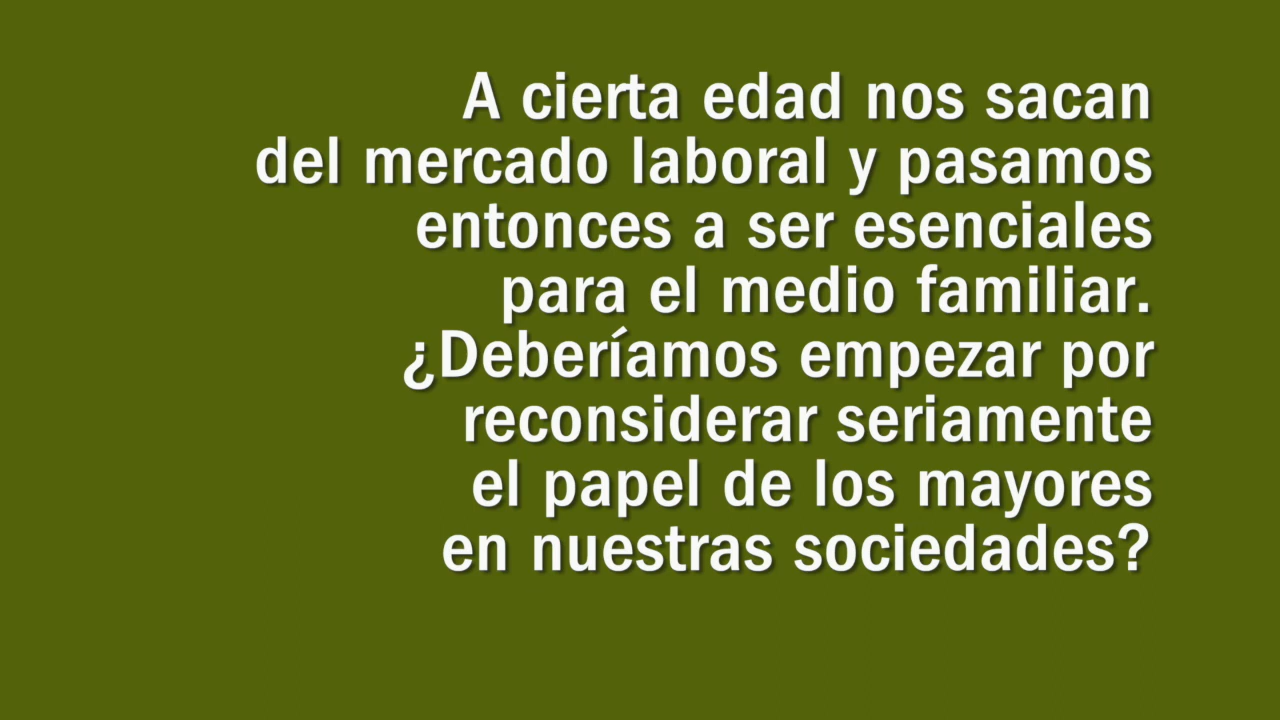 A cierta edad nos sacan
del mercado laboral y pasamos
entonces a ser esenciales
para el medio familiar.
¿Deberíamos empezar por
reconsiderar seriamente
el papel de los mayores
en nuestras sociedades?